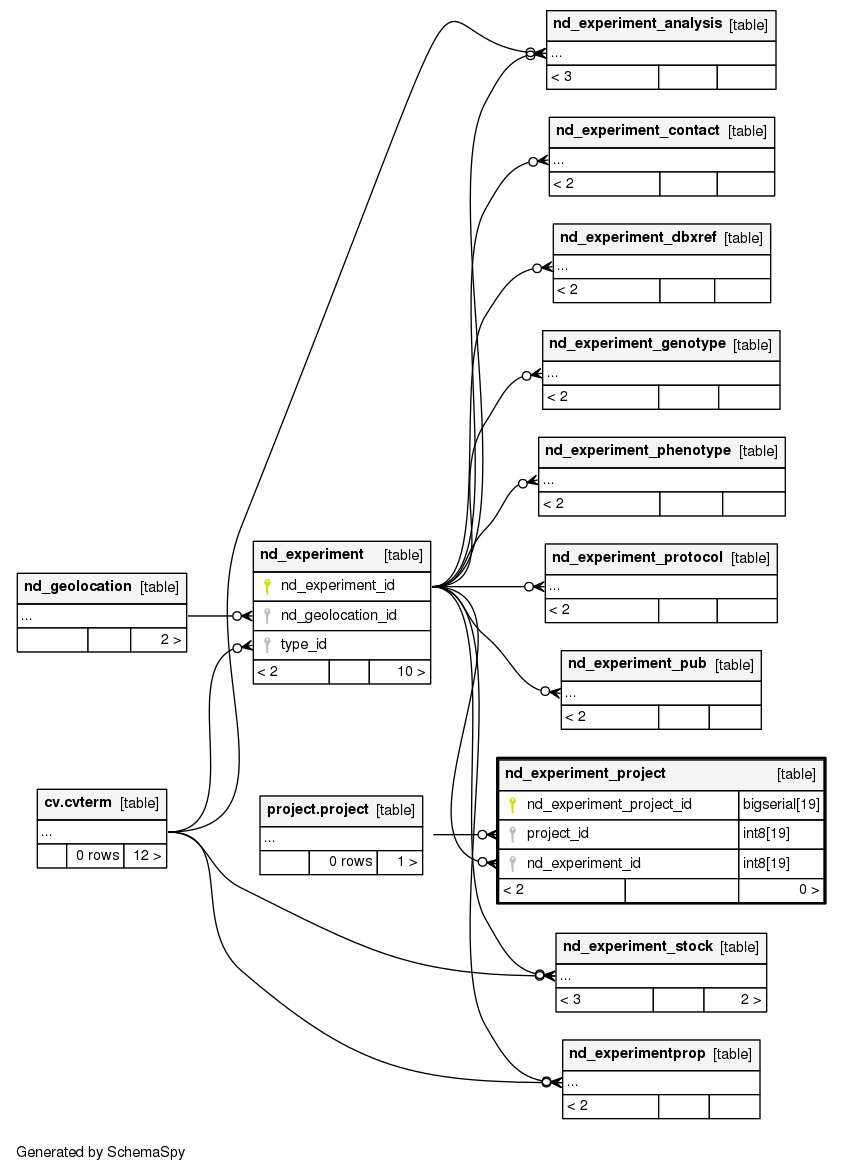 nd_experiment_analysis [table]
...
< 3
nd_experiment_contact [table]
...
< 2
nd_experiment_dbxref [table]
...
< 2
nd_experiment_genotype [table]
...
< 2
nd_experiment_phenotype [table]
...
< 2
nd_experiment [table]
nd_experiment_id
nd_geolocation_id
type_id
< 2 10 >
nd_geolocation [table]
...
2 >
nd_experiment_protocol [table]
...
< 2
nd_experiment_pub [table]
...
< 2
cv.cvterm [table]
...
0 rows 12 >
project.project [table]
...
0 rows 1 >
nd_experiment_project [table]
nd_experiment_project_id bigserial[19]
project_id int8[19]
nd_experiment_id int8[19]
< 2 0 >
nd_experiment_stock [table]
...
< 3 2 >
nd_experimentprop [table]
...
< 2
Generated by SchemaSpy